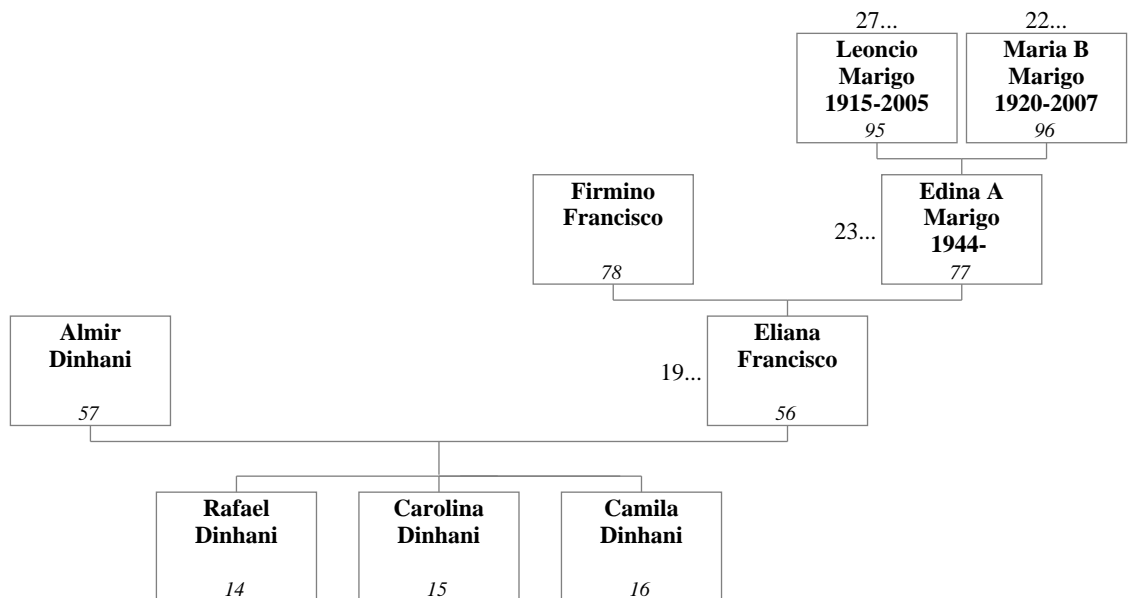 27...
22...
Leoncio
Marigo
1915-2005
95
Maria B
Marigo
1920-2007
96
Firmino
Francisco
78
23...
Edina A
Marigo
1944-
77
Almir
Dinhani
57
19...
Eliana
Francisco
56
Rafael
Dinhani
14
Carolina
Dinhani
15
Camila
Dinhani
16